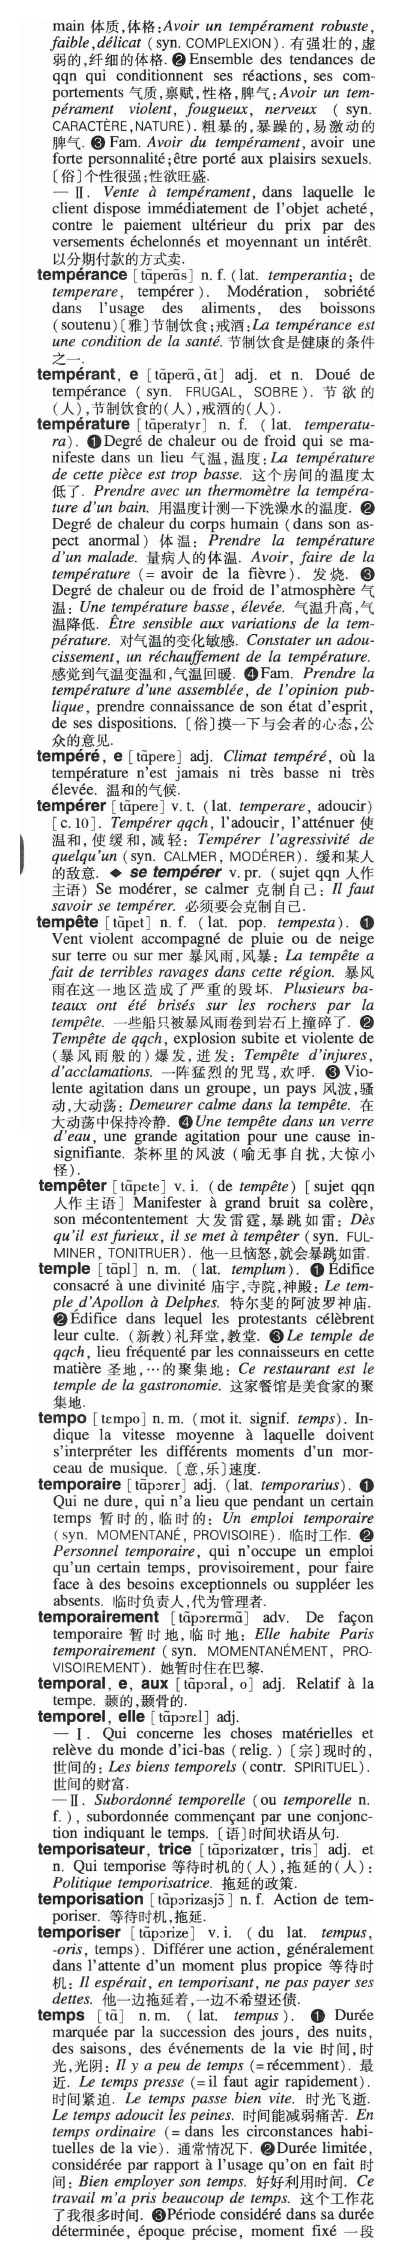 main 体质,体格:Avoir un tempérament robuste,
faible,délicat (syn. COMPLEXION). 有强壮的,虚
弱的,纤细的体格. ❷ Ensemble des tendances de
qqn qui conditionnent ses réactions, ses com-
portements 气质,禀赋,性格,脾气:Avoir un tem-
pérament violent, fougueux, nerveux ( syn.
CARACTÈRE,NATURE). 粗暴的,暴躁的,易激动的
脾气. ❸ Fam. Avoir du tempérament, avoir une
forte personnalité;être porté aux plaisirs sexuels.
〔俗〕个性很强;性欲旺盛.
— Ⅱ. Vente à tempérament, dans laquelle le
client dispose immédiatement de l'objet acheté,
contre le paiement ultérieur du prix par des
versements échelonnés et moyennant un intérêt.
以分期付款的方式卖.
tempérance [tɑ̃perɑ̃s] n. f. (lat. temperantia; de
temperare, tempérer). Modération, sobriété
dans l'usage des aliments, des boissons
(soutenu)〔雅〕节制饮食;戒酒:La tempérance est
une condition de la santé. 节制饮食是健康的条件
之一.
tempérant, e [tɑ̃perɑ̃,ɑ̃t] adj. et n. Doué de
tempérance ( syn. FRUGAL, SOBRE). 节欲的
(人),节制饮食的(人),戒酒的(人).
température [tɑ̃peratyr] n. f. ( lat. temperatu-
ra). ❶Degré de chaleur ou de froid qui se ma-
nifeste dans un lieu 气温,温度:La température
de cette pièce est trop basse. 这个房间的温度太
低了. Prendre avec un thermomètre la tempéra-
ture d'un bain. 用温度计测一下洗澡水的温度. ❷
Degré de chaleur du corps humain (dans son as-
pect anormal) 体温: Prendre la température
d'un malade. 量病人的体温. Avoir, faire de la
température (= avoir de la fièvre). 发烧. ❸
Degré de chaleur ou de froid de l'atmosphère 气
温: Une température basse, élevée. 气温升高,气
温降低. Être sensible aux variations de la tem-
pérature. 对气温的变化敏感. Constater un adou-
cissement, un réchauffement de la température.
感觉到气温变温和,气温回暖. ❹Fam. Prendre la
température d'une assemblée, de l'opinion pub-
lique, prendre connaissance de son état d'esprit,
de ses dispositions. 〔俗〕摸一下与会者的心态,公
众的意见.
tempéré, e [tɑ̃pere] adj. Climat tempéré, où la
température n'est jamais ni très basse ni très
élevée. 温和的气候.
tempérer [tɑ̃pere] v. t. (lat. temperare, adoucir)
[c. 10]. Tempérer qqch, l'adoucir, l'atténuer 使
温和,使缓和,减轻: Tempérer l'agressivité de
quelqu'un (syn. CALMER, MODÉRER). 缓和某人
的敌意. ◆ se tempérer v. pr. (sujet qqn 人作
主语) Se modérer, se calmer 克制自己: Il faut
savoir se tempérer. 必须要会克制自己.
tempête [tɑ̃pɛt] n. f. (lat. pop. tempesta). ❶
Vent violent accompagné de pluie ou de neige
sur terre ou sur mer 暴风雨,风暴: La tempête a
fait de terribles ravages dans cette région. 暴风
雨在这一地区造成了严重的毁坏. Plusieurs ba-
teaux ont été brisés sur les rochers par la
tempête. 一些船只被暴风雨卷到岩石上撞碎了. ❷
Tempête de qqch, explosion subite et violente de
(暴风雨般的)爆发,迸发: Tempête d'injures,
d'acclamations. 一阵猛烈的咒骂,欢呼. ❸ Vio-
lente agitation dans un groupe, un pays 风波,骚
动,大动荡: Demeurer calme dans la tempête. 在
大动荡中保持冷静. ❹Une tempête dans un verre
d'eau, une grande agitation pour une cause in-
signifiante. 茶杯里的风波 (喻无事自扰,大惊小
怪).
tempêter [tɑ̃pɛte] v. i. (de tempête) [sujet qqn
人作主语] Manifester à grand bruit sa colère,
son mécontentement 大发雷霆,暴跳如雷: Dès
qu'il est furieux, il se met à tempêter (syn. FUL-
MINER, TONITRUER). 他一旦恼怒,就会暴跳如雷.
temple [tɑ̃pl] n. m. (lat. templum). ❶ Édifice
consacré à une divinité 庙宇,寺院,神殿: Le tem-
ple d'Apollon à Delphes. 特尔斐的阿波罗神庙.
❷Édifice dans lequel les protestants célèbrent
leur culte. (新教)礼拜堂,教堂. ❸ Le temple de
qqch, lieu fréquenté par les connaisseurs en cette
matière 圣地,…的聚集地: Ce restaurant est le
temple de la gastronomie. 这家餐馆是美食家的聚
集地.
tempo [tɛmpo] n. m. (mot it. signif. temps). In-
dique la vitesse moyenne à laquelle doivent
s'interpréter les différents moments d'un mor-
ceau de musique. 〔意,乐〕速度.
temporaire [tɑ̃pɔrɛr] adj. (lat. temporarius). ❶
Qui ne dure, qui n'a lieu que pendant un certain
temps 暂时的,临时的: Un emploi temporaire
(syn. MOMENTANÉ, PROVISOIRE). 临时工作. ❷
Personnel temporaire, qui n'occupe un emploi
qu'un certain temps, provisoirement, pour faire
face à des besoins exceptionnels ou suppléer les
absents. 临时负责人,代为管理者.
temporairement [tɑ̃pɔrɛrmɑ̃] adv. De façon
temporaire 暂时地,临时地: Elle habite Paris
temporairement (syn. MOMENTANÉMENT, PRO-
VISOIREMENT). 她暂时住在巴黎.
temporal, e, aux [tɑ̃pɔral, o] adj. Relatif à la
tempe. 颞的,颞骨的.
temporel, elle [tɑ̃pɔrɛl] adj.
— Ⅰ. Qui concerne les choses matérielles et
relève du monde d'ici-bas (relig.) 〔宗〕现时的,
世间的: Les biens temporels (contr. SPIRITUEL).
世间的财富.
— Ⅱ. Subordonné temporelle (ou temporelle n.
f.), subordonnée commençant par une conjonc-
tion indiquant le temps. 〔语〕时间状语从句.
temporisateur, trice [tɑ̃pɔrizatœr, tris] adj. et
n. Qui temporise 等待时机的(人),拖延的(人):
Politique temporisatrice. 拖延的政策.
temporisation [tɑ̃pɔrizasjɔ̃] n. f. Action de tem-
poriser. 等待时机,拖延.
temporiser [tɑ̃pɔrize] v. i. ( du lat. tempus,
-oris, temps). Différer une action, généralement
dans l'attente d'un moment plus propice 等待时
机: Il espérait, en temporisant, ne pas payer ses
dettes. 他一边拖延着,一边不希望还债.
temps [tɑ̃] n. m. ( lat. tempus ). ❶ Durée
marquée par la succession des jours, des nuits,
des saisons, des événements de la vie 时间,时
光,光阴: Il y a peu de temps (=récemment). 最
近. Le temps presse (=il faut agir rapidement).
时间紧迫. Le temps passe bien vite. 时光飞逝.
Le temps adoucit les peines. 时间能减弱痛苦. En
temps ordinaire (= dans les circonstances habi-
tuelles de la vie). 通常情况下. ❷Durée limitée,
considérée par rapport à l'usage qu'on en fait 时
间: Bien employer son temps. 好好利用时间. Ce
travail m'a pris beaucoup de temps. 这个工作花
了我很多时间. ❸Période considéré dans sa durée
déterminée, époque précise, moment fixé 一段